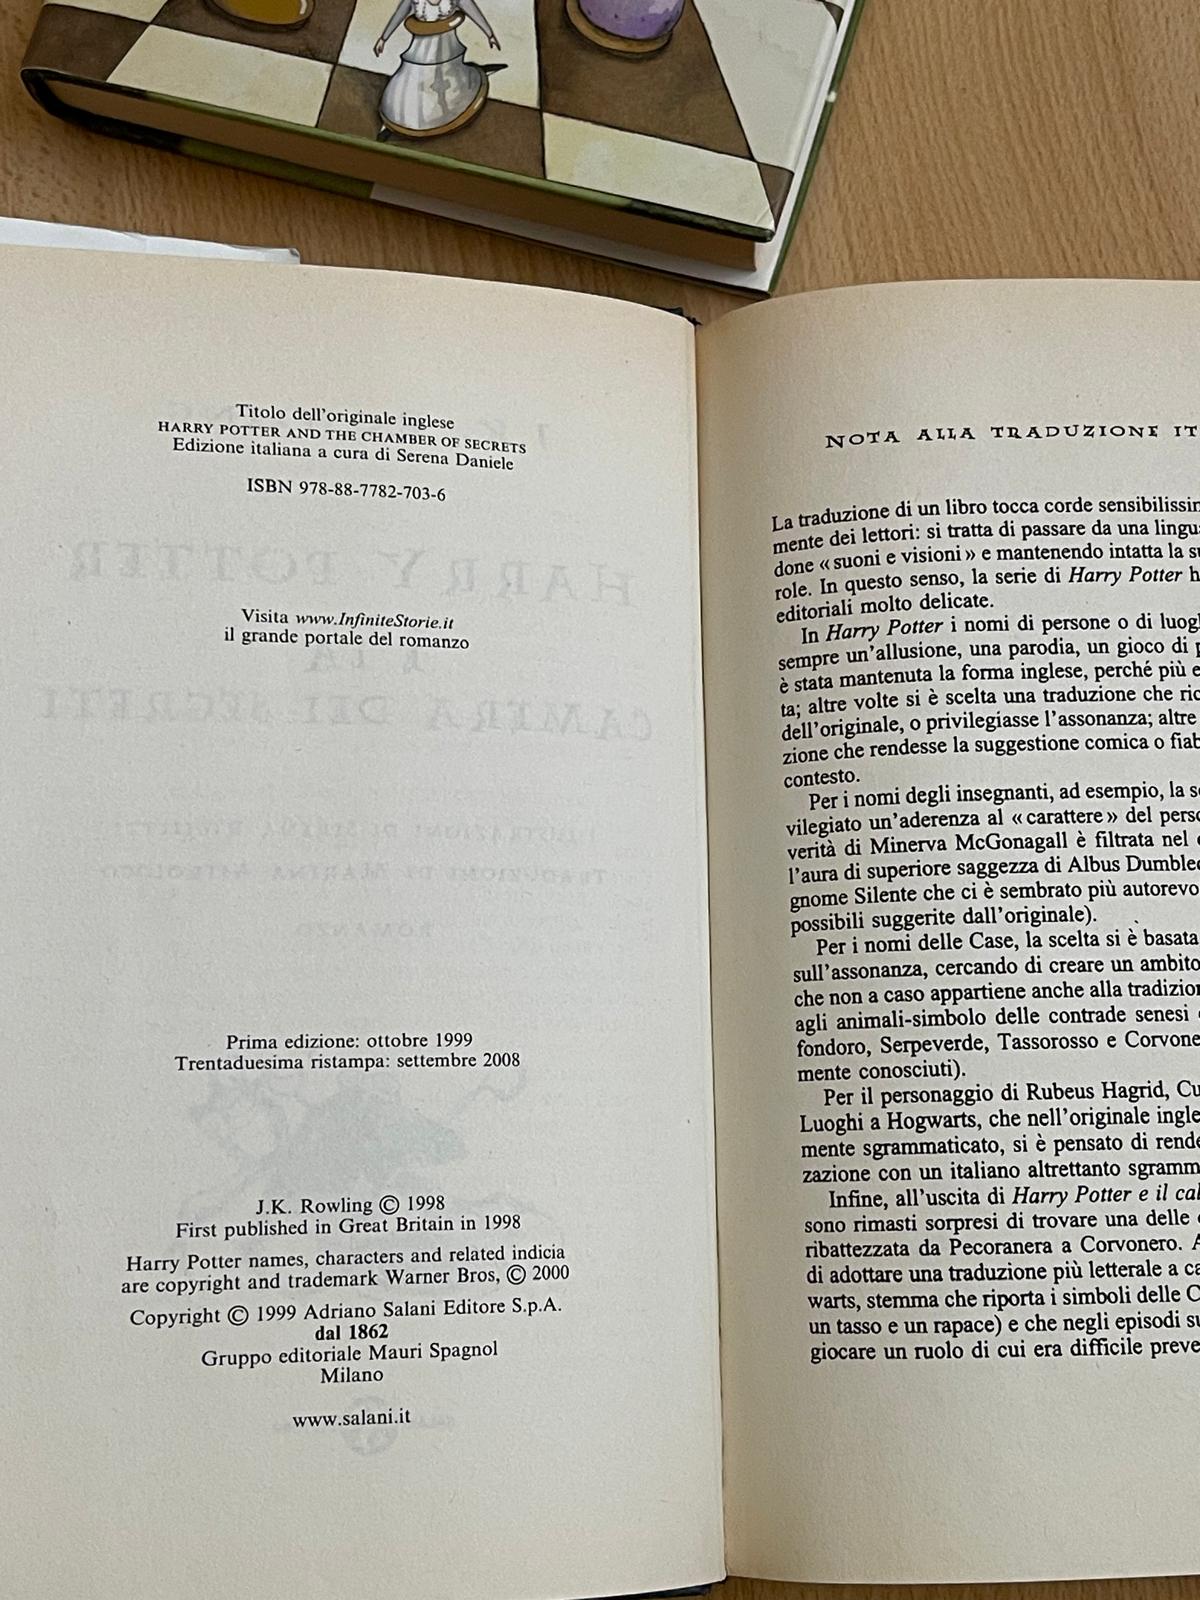 Titolo dell'originale inglese
HARRY POTTER AND THE CHAMBER OF SECRETS
Edizione italiana a cura di Serena Daniele
ISBN 978-88-7782-703-6
Visita www.InfiniteStorie.it
il grande portale del romanzo
Prima edizione: ottobre 1999
Trentaduesima ristampa: settembre 2008
J.K. Rowling © 1998
First published in Great Britain in 1998
Harry Potter names, characters and related indicia
are copyright and trademark Warner Bros, © 2000
Copyright © 1999 Adriano Salani Editore S.p.A.
dal 1862
Gruppo editoriale Mauri Spagnol
Milano
www.salani.it
NOTA ALLA TRADUZIONE IT
La traduzione di un libro tocca corde sensibilissim
mente dei lettori: si tratta di passare da una lingu
done «suoni e visioni» e mantenendo intatta la su
role. In questo senso, la serie di Harry Potter h
editoriali molto delicate.
In Harry Potter i nomi di persone o di luogh
sempre un'allusione, una parodia, un gioco di p
è stata mantenuta la forma inglese, perché più e
ta; altre volte si è scelta una traduzione che ric
dell'originale, o privilegiasse l'assonanza; altre
zione che rendesse la suggestione comica o fiab
contesto.
Per i nomi degli insegnanti, ad esempio, la s
vilegiato un'aderenza al «carattere» del perso
verità di Minerva McGonagall è filtrata nel
l'aura di superiore saggezza di Albus Dumbled
gnome Silente che ci è sembrato più autorevo
possibili suggerite dall'originale).
Per i nomi delle Case, la scelta si è basata
sull'assonanza, cercando di creare un ambito
che non a caso appartiene anche alla tradizion
agli animali-simbolo delle contrade senesi
fondoro, Serpeverde, Tassorosso e Corvone
mente conosciuti).
Per il personaggio di Rubeus Hagrid, Cu
Luoghi a Hogwarts, che nell'originale ingle
mente sgrammaticato, si è pensato di rende
zazione con un italiano altrettanto sgramm
Infine, all'uscita di Harry Potter e il cal
sono rimasti sorpresi di trovare una delle
ribattezzata da Pecoranera a Corvonero. A
di adottare una traduzione più letterale a ca
warts, stemma che riporta i simboli delle C
un tasso e un rapace) e che negli episodi su
giocare un ruolo di cui era difficile preve